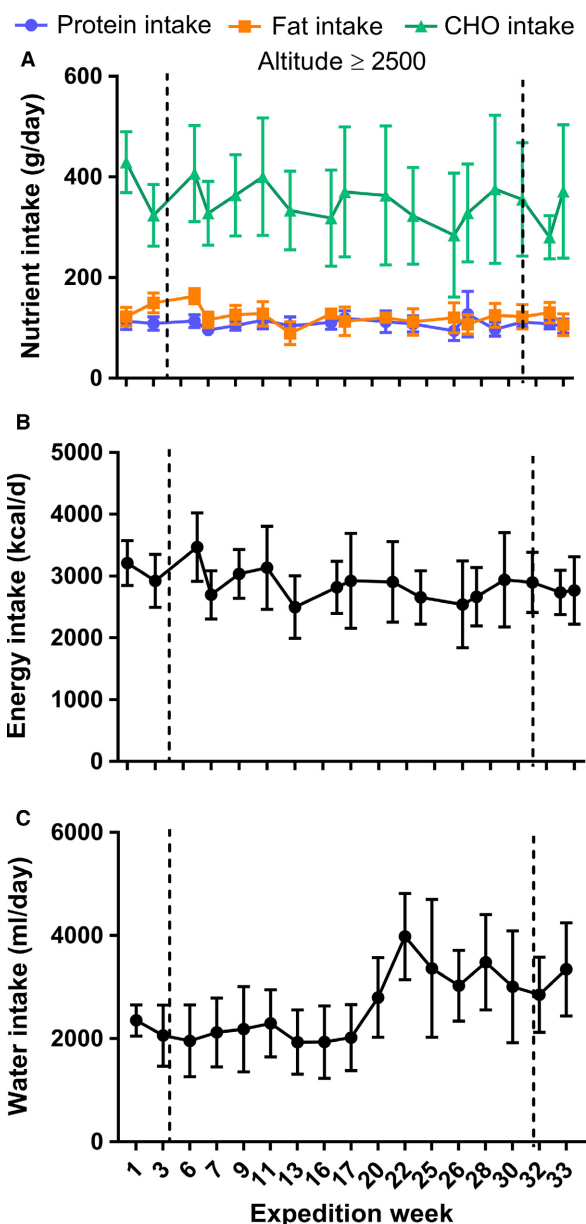 Protein intake Fat intake CHO intake
A
Altitude ≥ 2500
Nutrient intake (g/day)
600
400
200
0
B
Energy intake (kcal/d)
5000
4000
3000
2000
1000
0
C
Water intake (ml/day)
6000
4000
2000
0
1 3 6 7 9 11 13 16 17 20 22 25 26 28 30 32 33
Expedition week